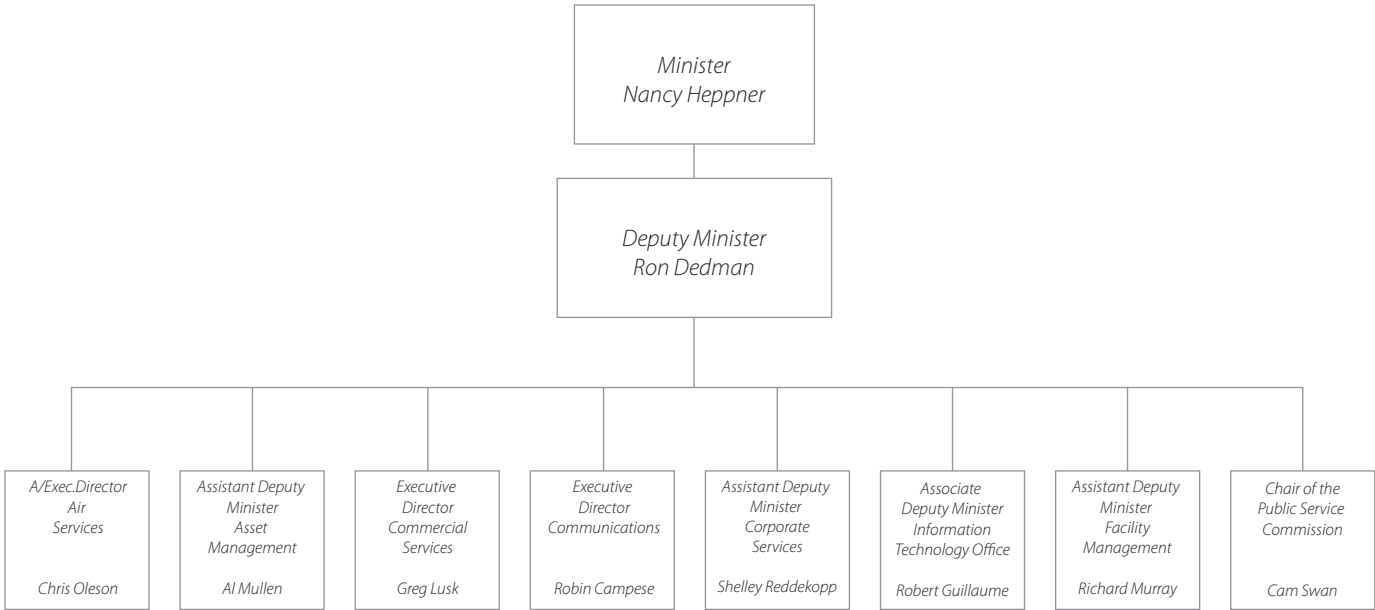 Minister
Nancy Heppner
Deputy Minister
Ron Dedman
A/Exec.Director
Air
Services
Chris Oleson
Assistant Deputy
Minister
Asset
Management
Al Mullen
Executive
Director
Commercial
Services
Greg Lusk
Executive
Director
Communications
Robin Campese
Assistant Deputy
Minister
Corporate
Services
Shelley Reddekopp
Associate
Deputy Minister
Information
Technology Office
Robert Guillaume
Assistant Deputy
Minister
Facility
Management
Richard Murray
Chair of the
Public Service
Commission
Cam Swan